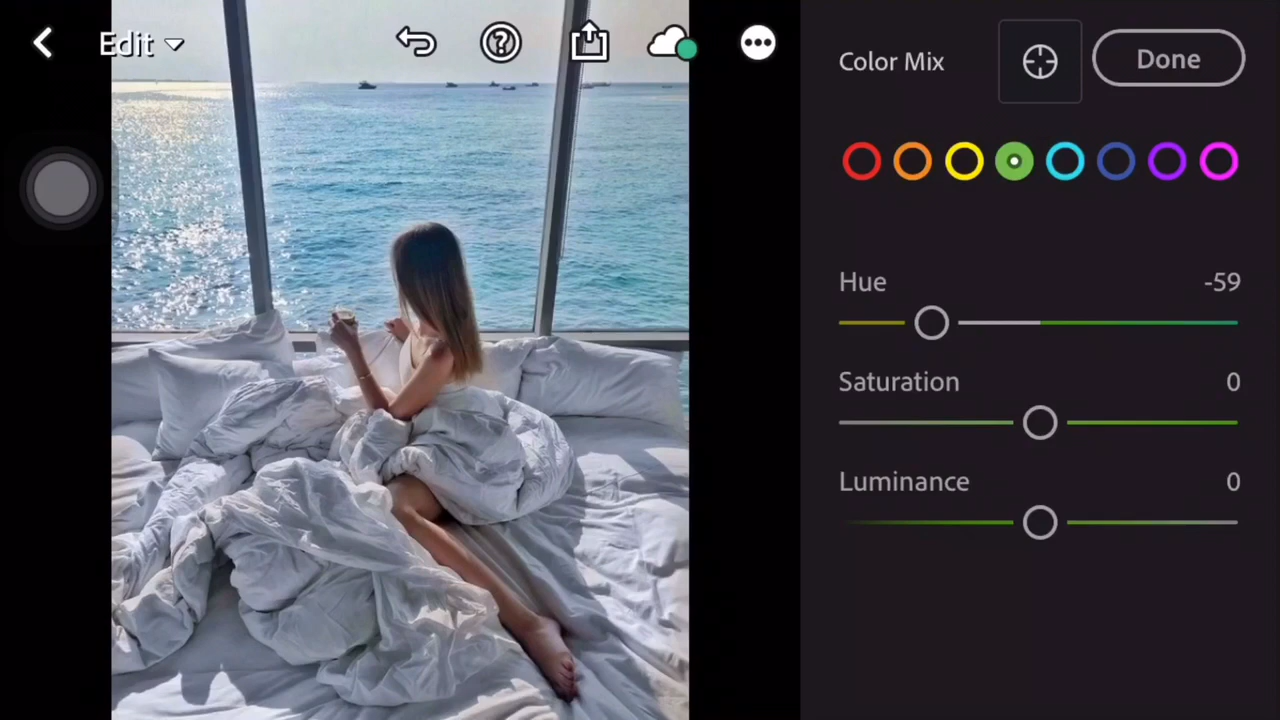 Edit
Color Mix
Done
Hue -59
Saturation 0
Luminance 0